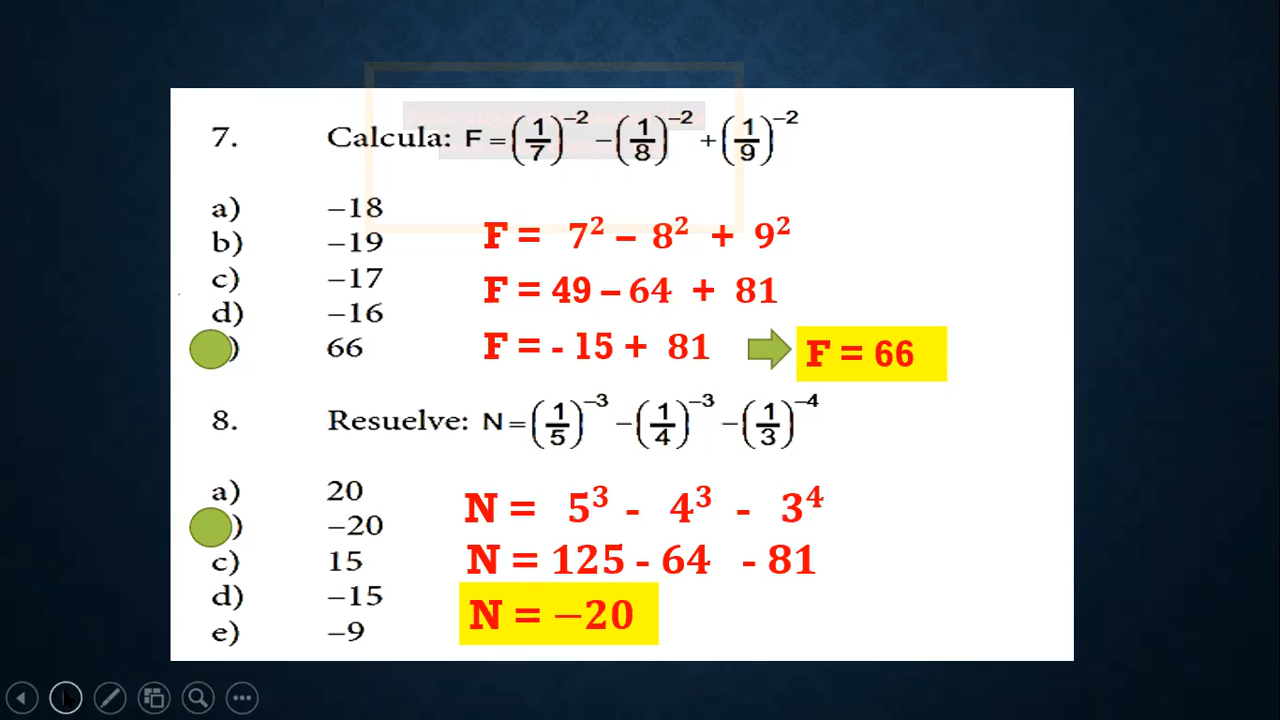 7. Calcula: F = (1/7)⁻² − (1/8)⁻² + (1/9)⁻²
a) −18
b) −19
c) −17
d) −16
) 66
F = 7² − 8² + 9²
F = 49 − 64 + 81
F = - 15 + 81
F = 66
8. Resuelve: N = (1/5)⁻³ − (1/4)⁻³ − (1/3)⁻⁴
a) 20
) −20
c) 15
d) −15
e) −9
N = 5³ - 4³ - 3⁴
N = 125 - 64 - 81
N = −20